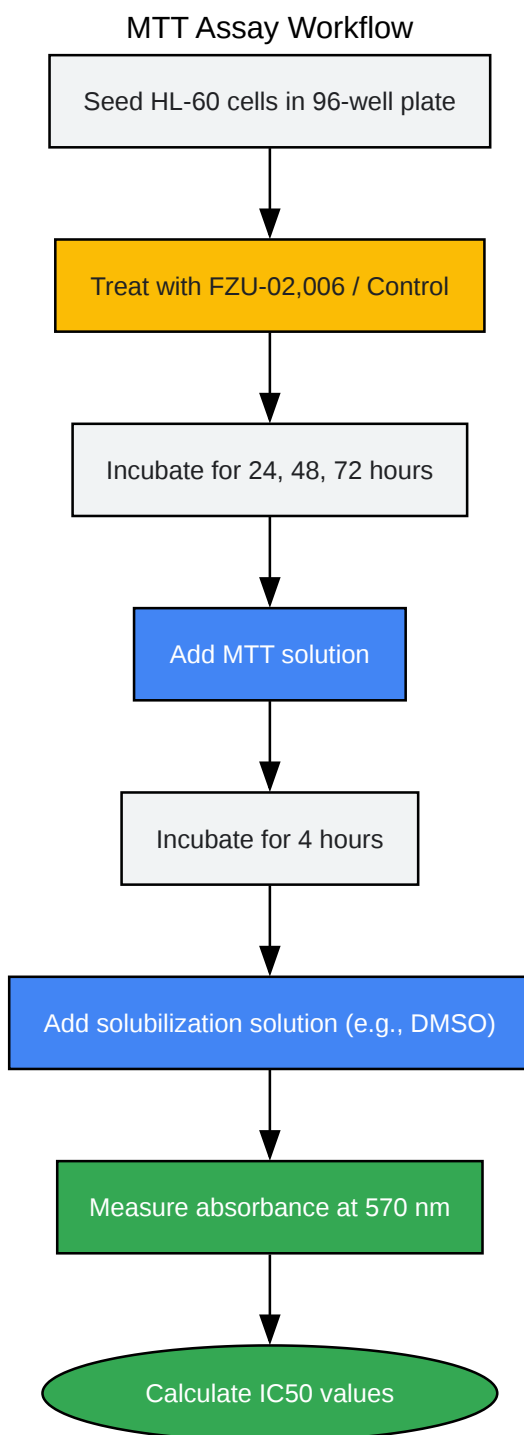 MTT Assay Workflow
Seed HL-60 cells in 96-well plate
Treat with FZU-02,006 / Control
Incubate for 24, 48, 72 hours
Add MTT solution
Incubate for 4 hours
Add solubilization solution (e.g., DMSO)
Measure absorbance at 570 nm
Calculate IC50 values